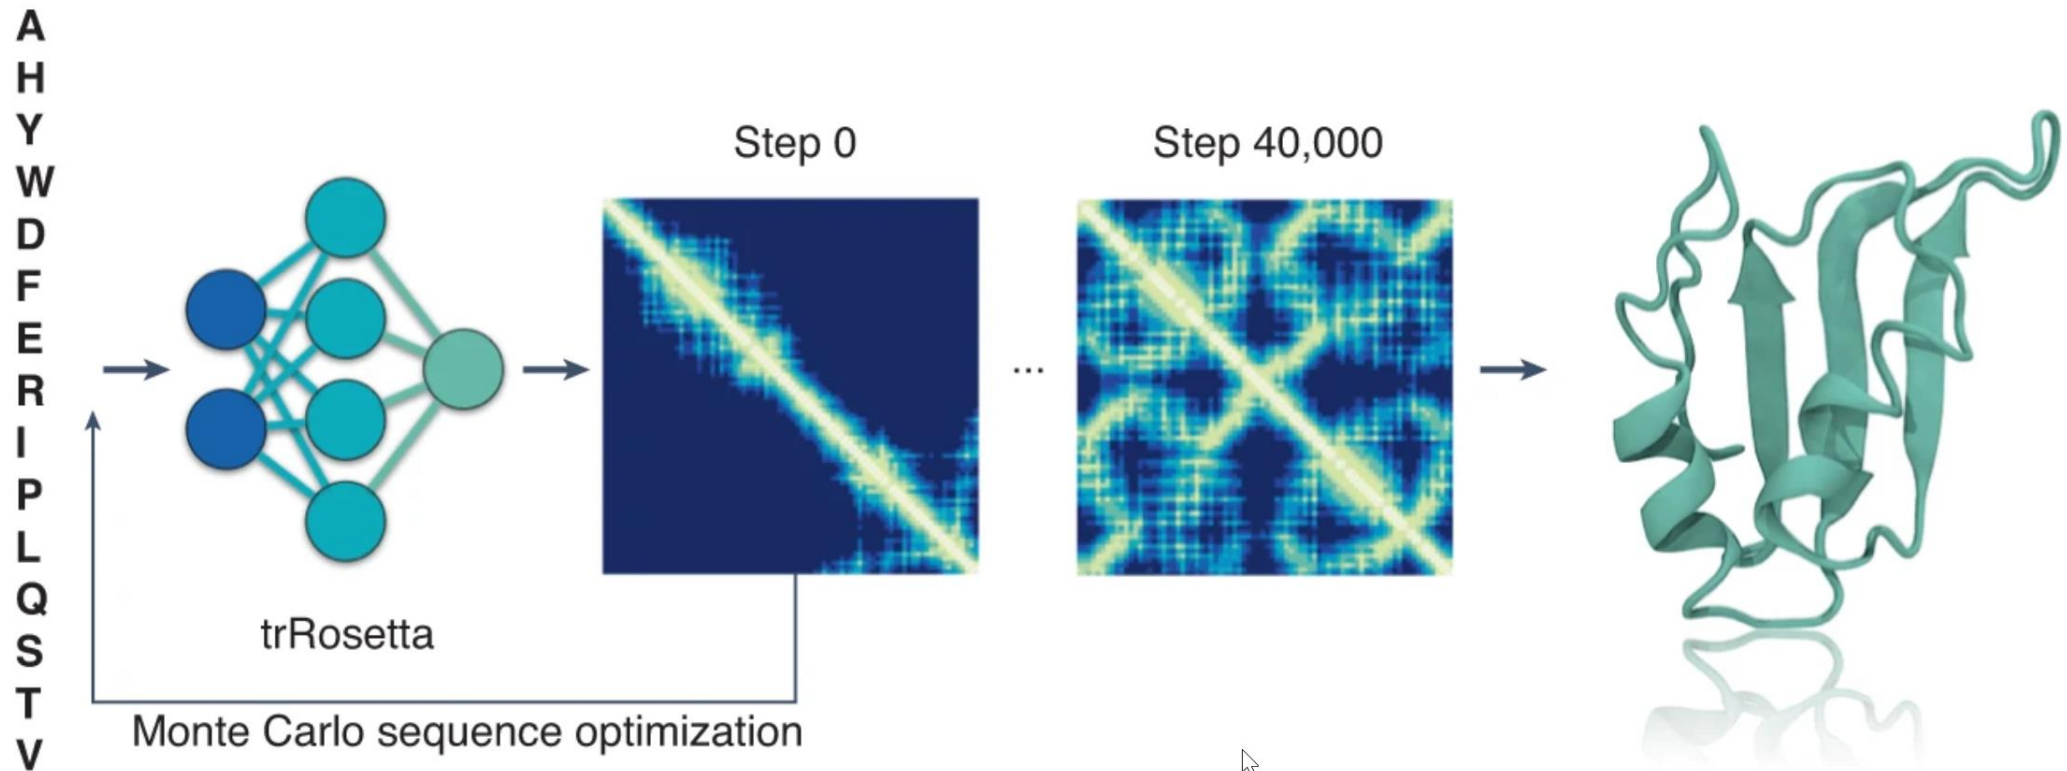 A
H
Y
W
D
F
E
R
I
P
L
Q
S
T
V
trRosetta
Monte Carlo sequence optimization
Step 0
...
Step 40,000